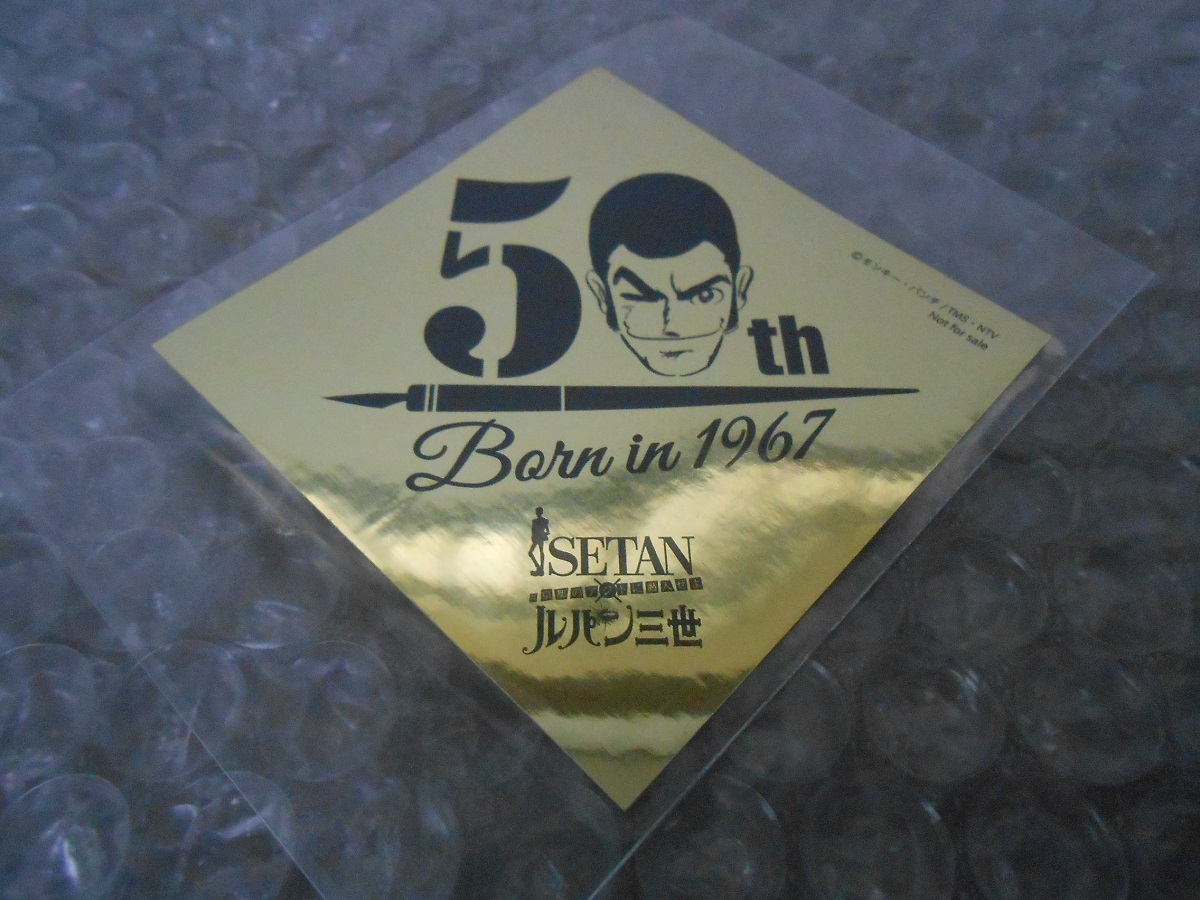 50th
Born in 1967
ISETAN
ルパン三世
©モンキー・パンチ/TMS・NTV
Not for sale